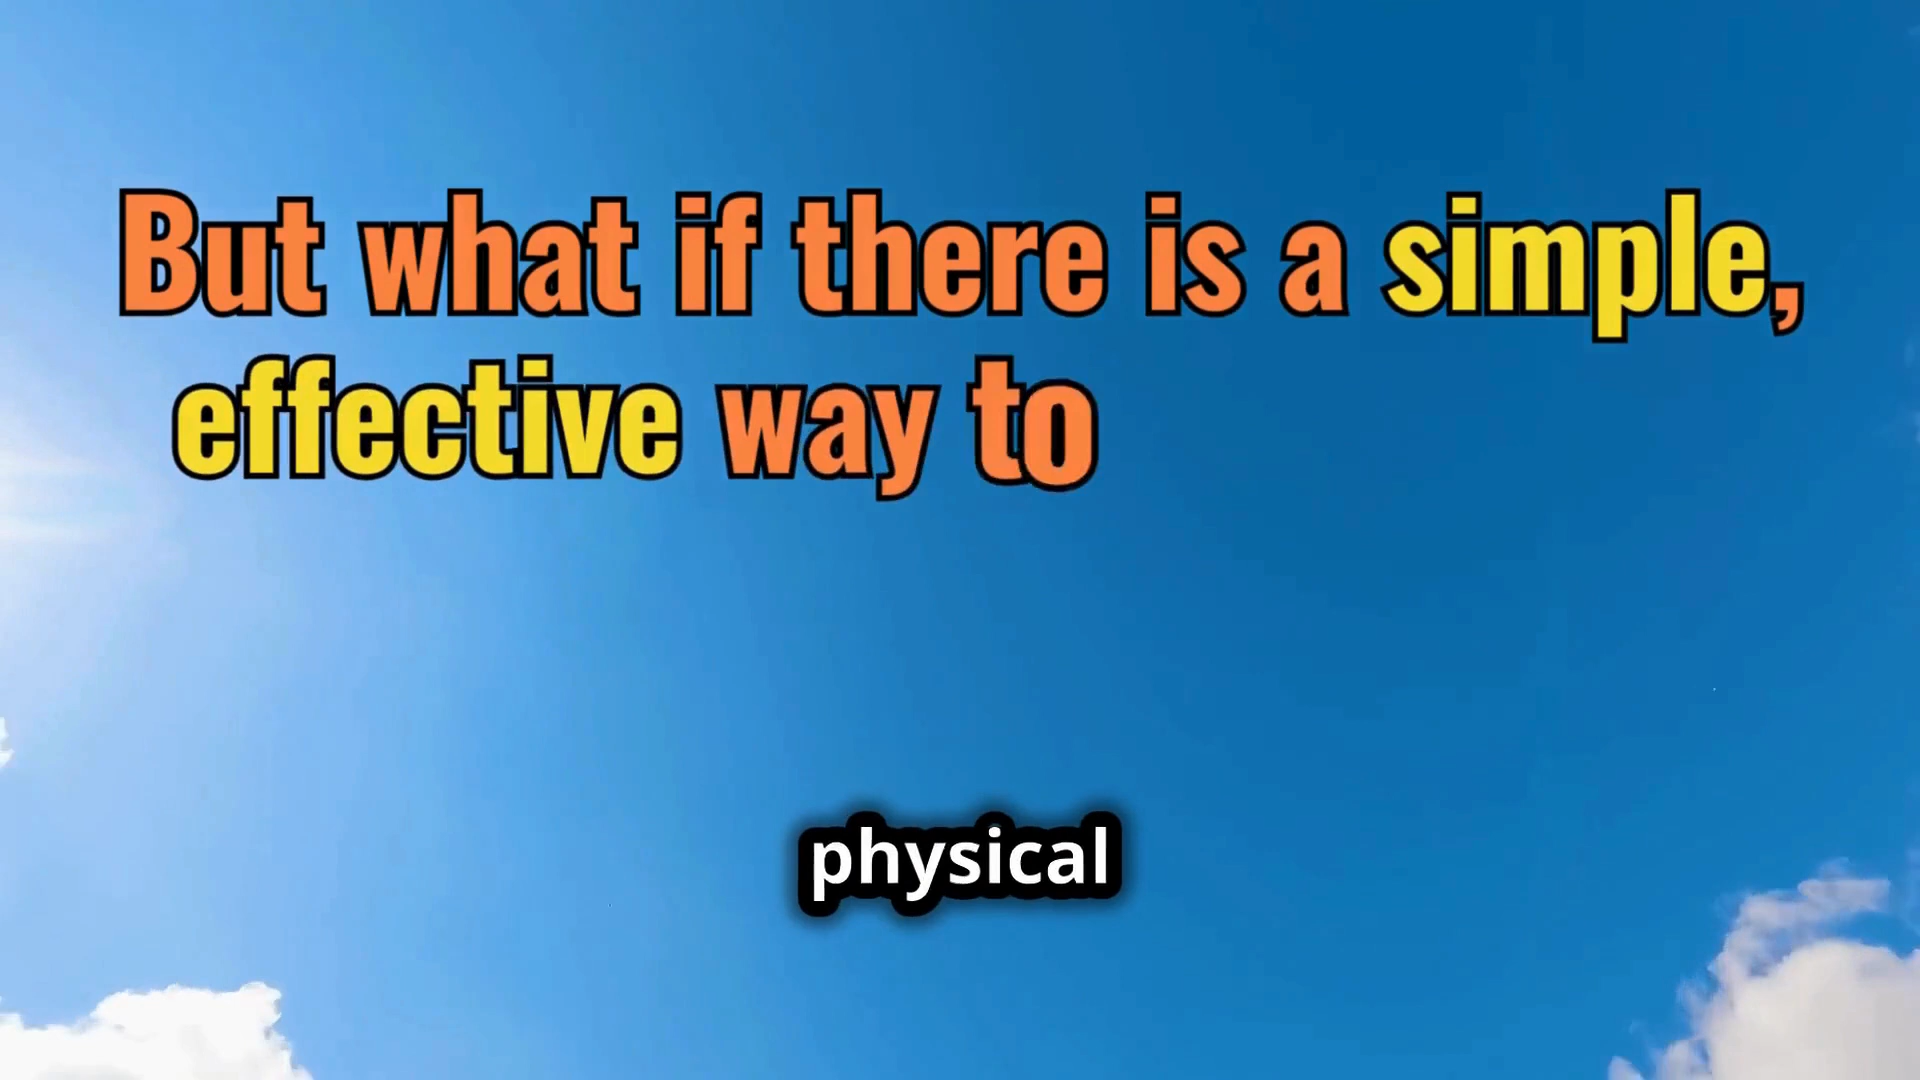 But what if there is a simple,
effective way to
physical